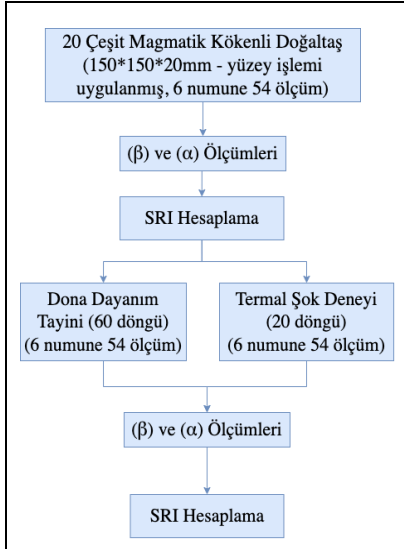 20 Çeşit Magmatik Kökenli Doğaltaş
(150*150*20mm - yüzey işlemi
uygulanmış, 6 numune 54 ölçüm)
(β) ve (α) Ölçümleri
SRI Hesaplama
Dona Dayanım
Tayini (60 döngü)
(6 numune 54 ölçüm)
Termal Şok Deneyi
(20 döngü)
(6 numune 54 ölçüm)
(β) ve (α) Ölçümleri
SRI Hesaplama